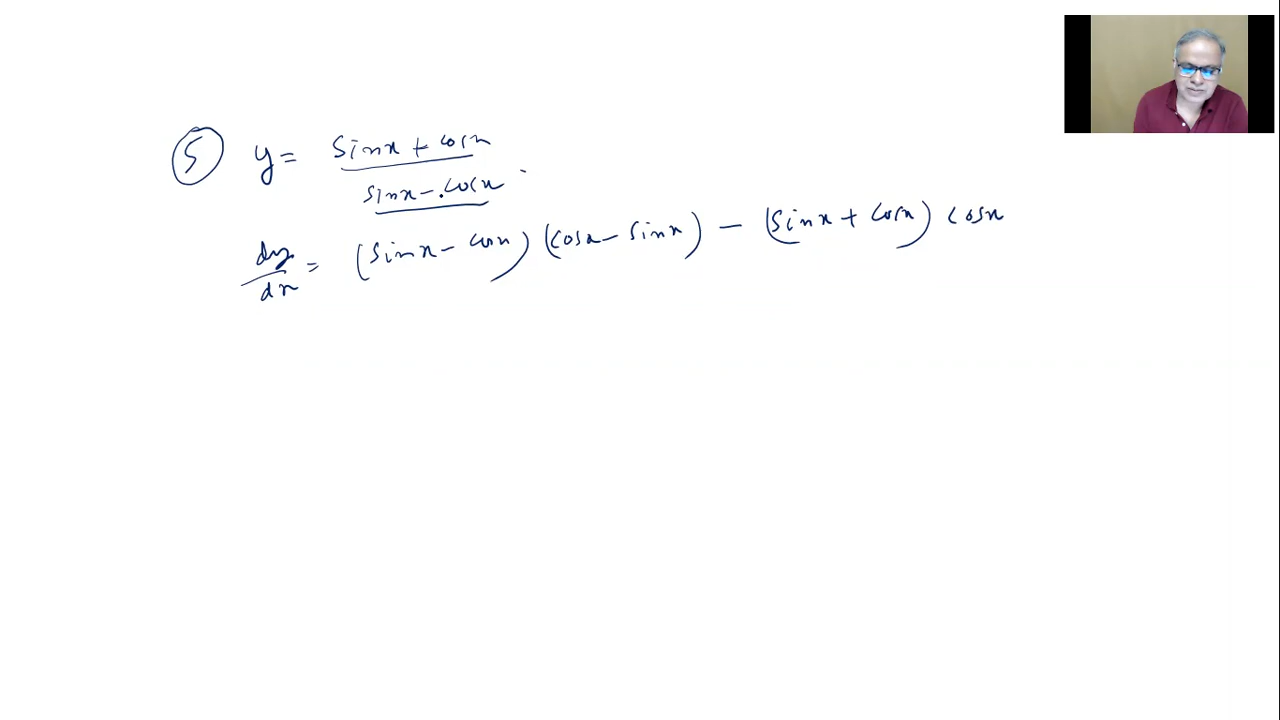 5 y = sinx + cosx
sinx - cosx
dy = (sinx - cosx) (cosx - sinx) - (sinx + cosx) cosx
dx